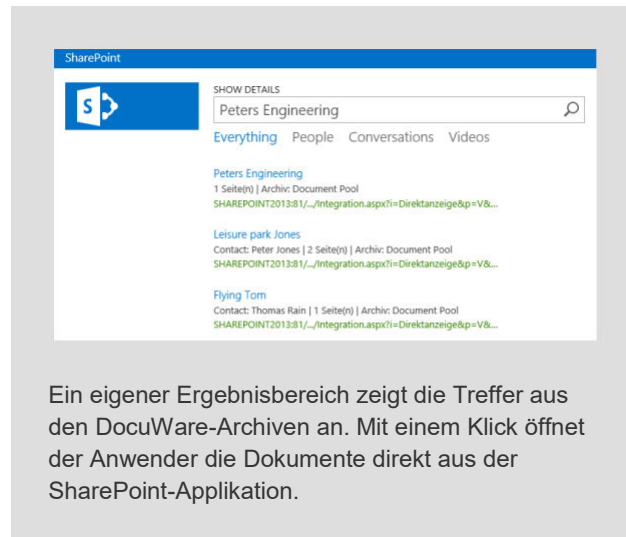 SharePoint
S
SHOW DETAILS
Peters Engineering
Everything People Conversations Videos
Peters Engineering
1 Seite(n) | Archiv: Document Pool
SHAREPOINT2013:81/.../Integration.aspx?i=Direktanzeige&p=V&...
Leisure park Jones
Contact: Peter Jones | 2 Seite(n) | Archiv: Document Pool
SHAREPOINT2013:81/.../Integration.aspx?i=Direktanzeige&p=V&...
Flying Tom
Contact: Thomas Rain | 1 Seite(n) | Archiv: Document Pool
SHAREPOINT2013:81/.../Integration.aspx?i=Direktanzeige&p=V&...
Ein eigener Ergebnisbereich zeigt die Treffer aus
den DocuWare-Archiven an. Mit einem Klick öffnet
der Anwender die Dokumente direkt aus der
SharePoint-Applikation.